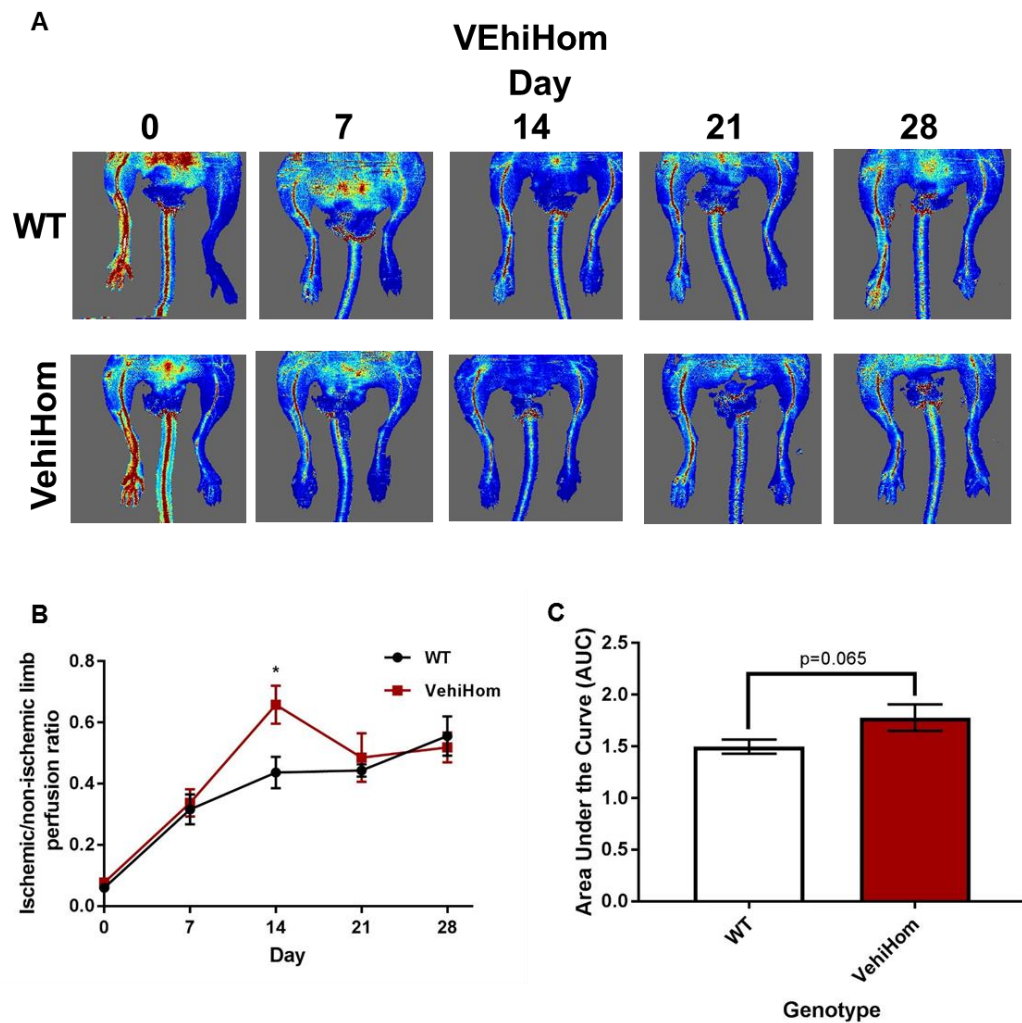 A
VEhiHom
Day
0 7 14 21 28
WT
VehiHom
B
Ischemic/non-ischemic limb
perfusion ratio
0.8
0.6
0.4
0.2
0.0
*
WT
VehiHom
0 7 14 21 28
Day
C
Area Under the Curve (AUC)
2.5
2.0
1.5
1.0
0.5
0.0
p=0.065
WT
VehiHom
Genotype